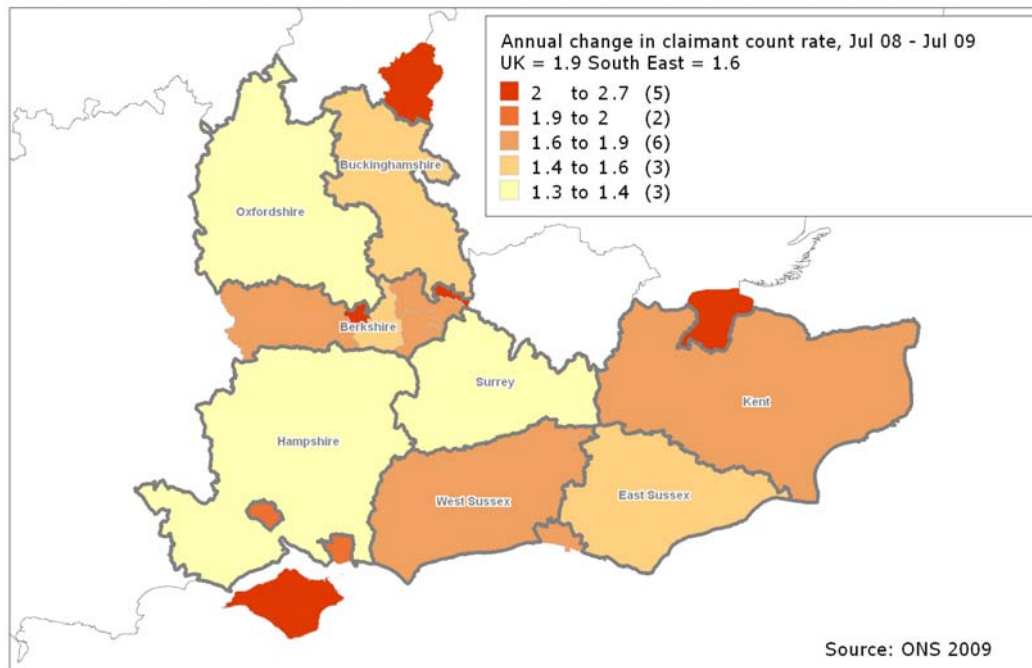 Annual change in claimant count rate, Jul 08 - Jul 09
UK = 1.9 South East = 1.6
2 to 2.7 (5)
1.9 to 2 (2)
1.6 to 1.9 (6)
1.4 to 1.6 (3)
1.3 to 1.4 (3)
Buckinghamshire
Oxfordshire
Berkshire
Surrey
Kent
Hampshire
West Sussex
East Sussex
Source: ONS 2009